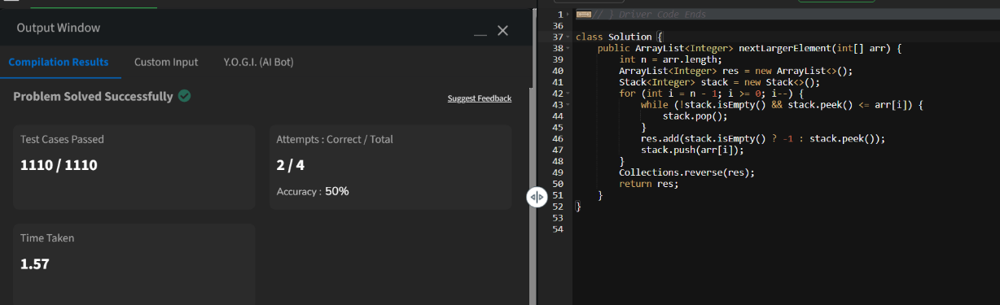 Output Window
Compilation Results Custom Input Y.O.G.I. (AI Bot)
Problem Solved Successfully
Suggest Feedback
Test Cases Passed
1110 / 1110
Attempts : Correct / Total
2 / 4
Accuracy : 50%
Time Taken
1.57
1 // } Driver Code Ends
36
37 class Solution {
38     public ArrayList<Integer> nextLargerElement(int[] arr) {
39         int n = arr.length;
40         ArrayList<Integer> res = new ArrayList<>();
41         Stack<Integer> stack = new Stack<>();
42         for (int i = n - 1; i >= 0; i--) {
43             while (!stack.isEmpty() && stack.peek() <= arr[i]) {
44                 stack.pop();
45             }
46             res.add(stack.isEmpty() ? -1 : stack.peek());
47             stack.push(arr[i]);
48         }
49         Collections.reverse(res);
50         return res;
51     }
52 }
53
54